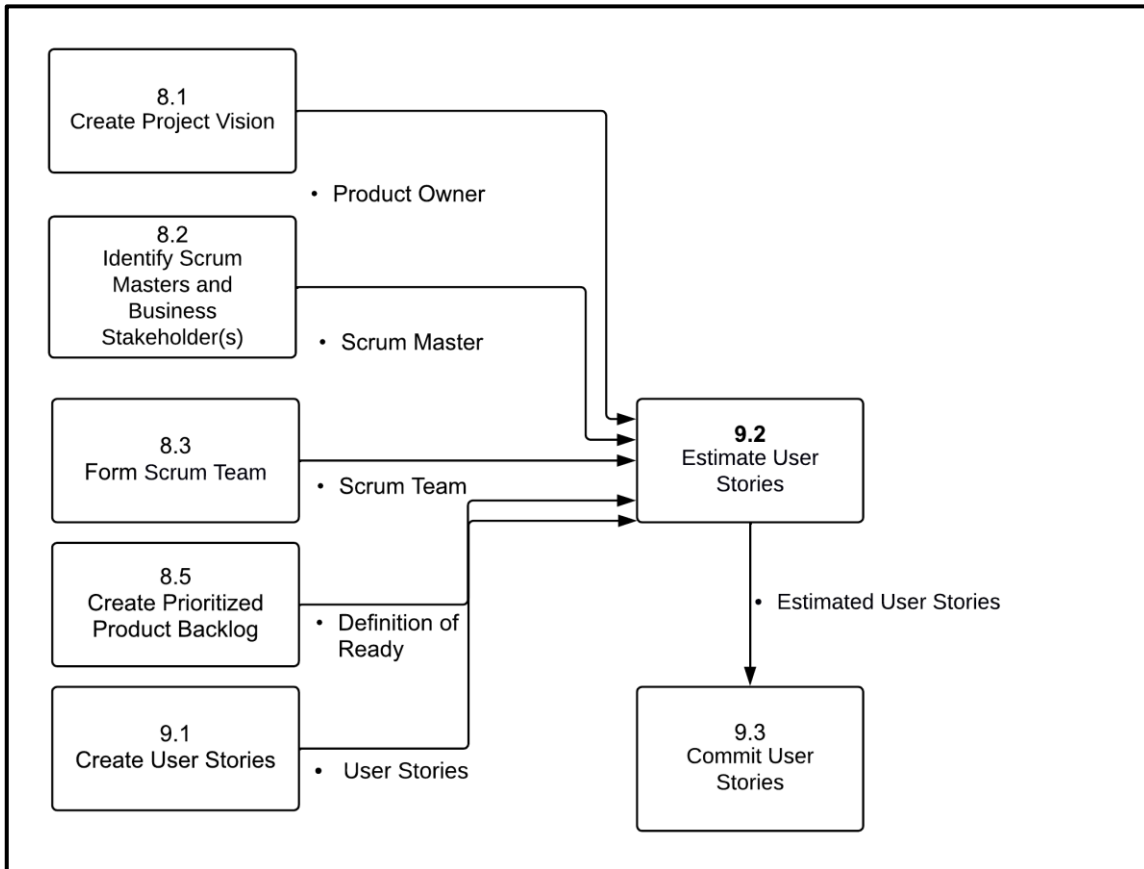 8.1
Create Project Vision
• Product Owner
8.2
Identify Scrum
Masters and
Business
Stakeholder(s)
• Scrum Master
8.3
Form Scrum Team
• Scrum Team
9.2
Estimate User
Stories
8.5
Create Prioritized
Product Backlog
• Definition of
Ready
• Estimated User Stories
9.1
Create User Stories
• User Stories
9.3
Commit User
Stories